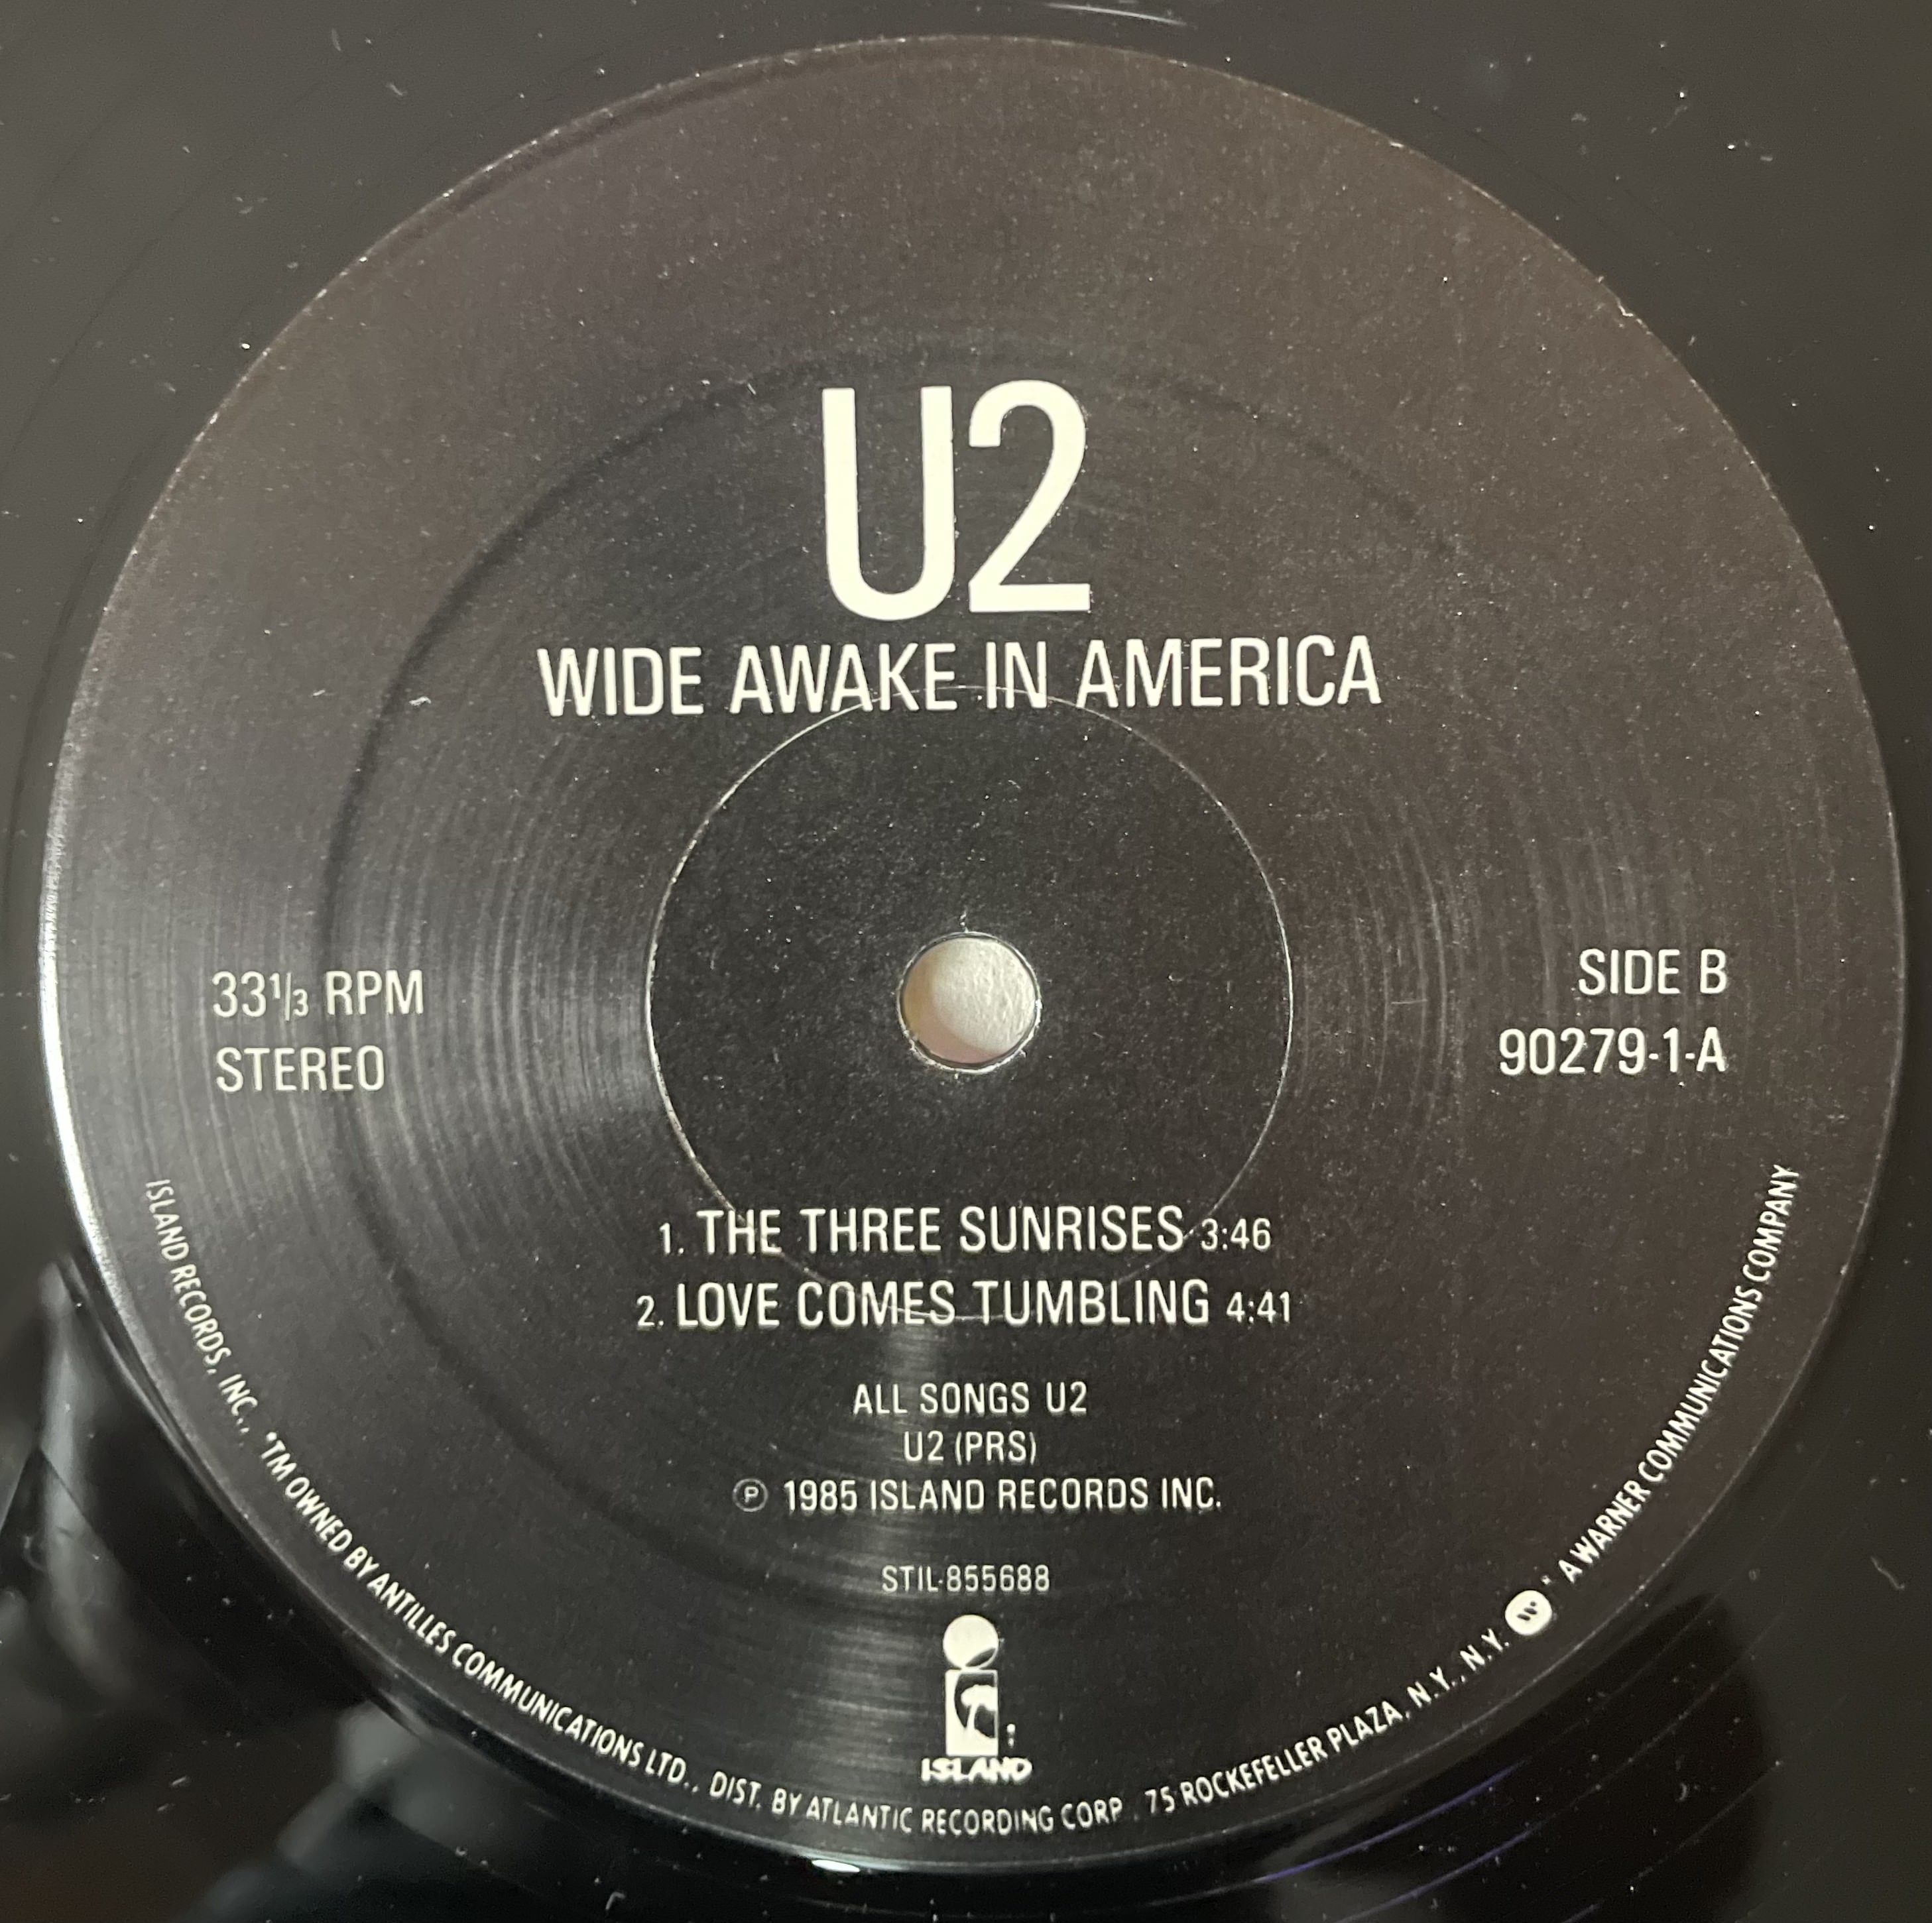 U2
WIDE AWAKE IN AMERICA
33⅓ RPM
STEREO
SIDE B
90279-1-A
1. THE THREE SUNRISES 3:46
2. LOVE COMES TUMBLING 4:41
ALL SONGS U2
U2 (PRS)
Ⓟ 1985 ISLAND RECORDS INC.
STIL-855688
ISLAND
ISLAND RECORDS, INC., *TM OWNED BY ANTILLES COMMUNICATIONS LTD., DIST. BY ATLANTIC RECORDING CORP. 75 ROCKEFELLER PLAZA, N.Y., N.Y. W * A WARNER COMMUNICATIONS COMPANY